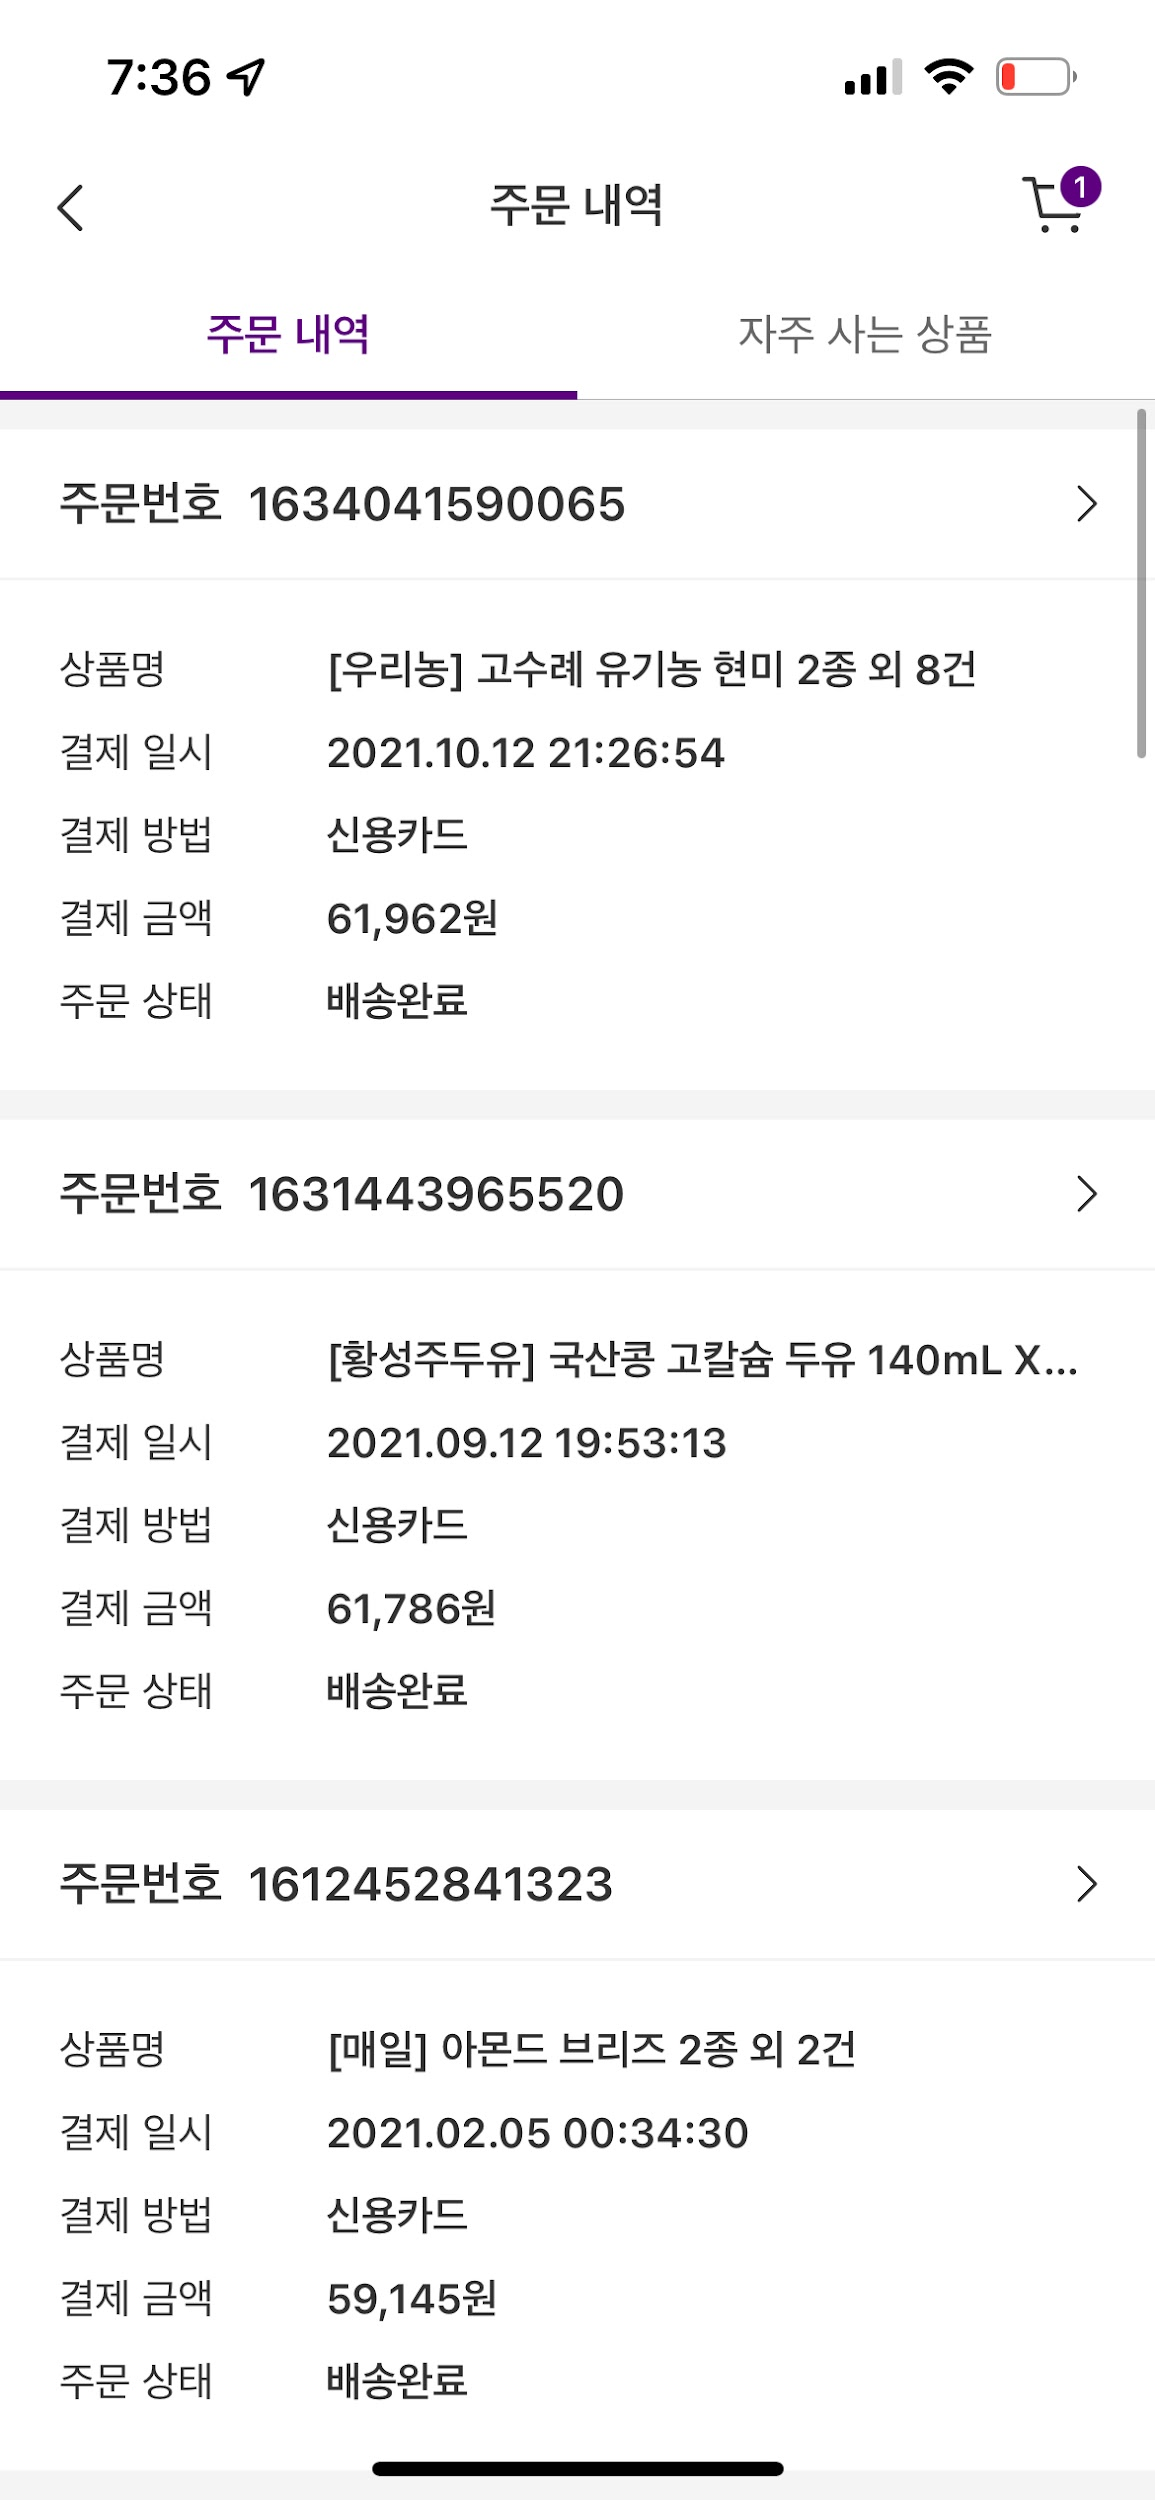 7:36
주문 내역
1
주문 내역 자주 사는 상품
주문번호 1634041590065
상품명 [우리농] 고수레 유기농 현미 2종 외 8건
결제 일시 2021.10.12 21:26:54
결제 방법 신용카드
결제 금액 61,962원
주문 상태 배송완료
주문번호 1631443965520
상품명 [황성주두유] 국산콩 고칼슘 두유 140mL X...
결제 일시 2021.09.12 19:53:13
결제 방법 신용카드
결제 금액 61,786원
주문 상태 배송완료
주문번호 1612452841323
상품명 [매일] 아몬드 브리즈 2종 외 2건
결제 일시 2021.02.05 00:34:30
결제 방법 신용카드
결제 금액 59,145원
주문 상태 배송완료